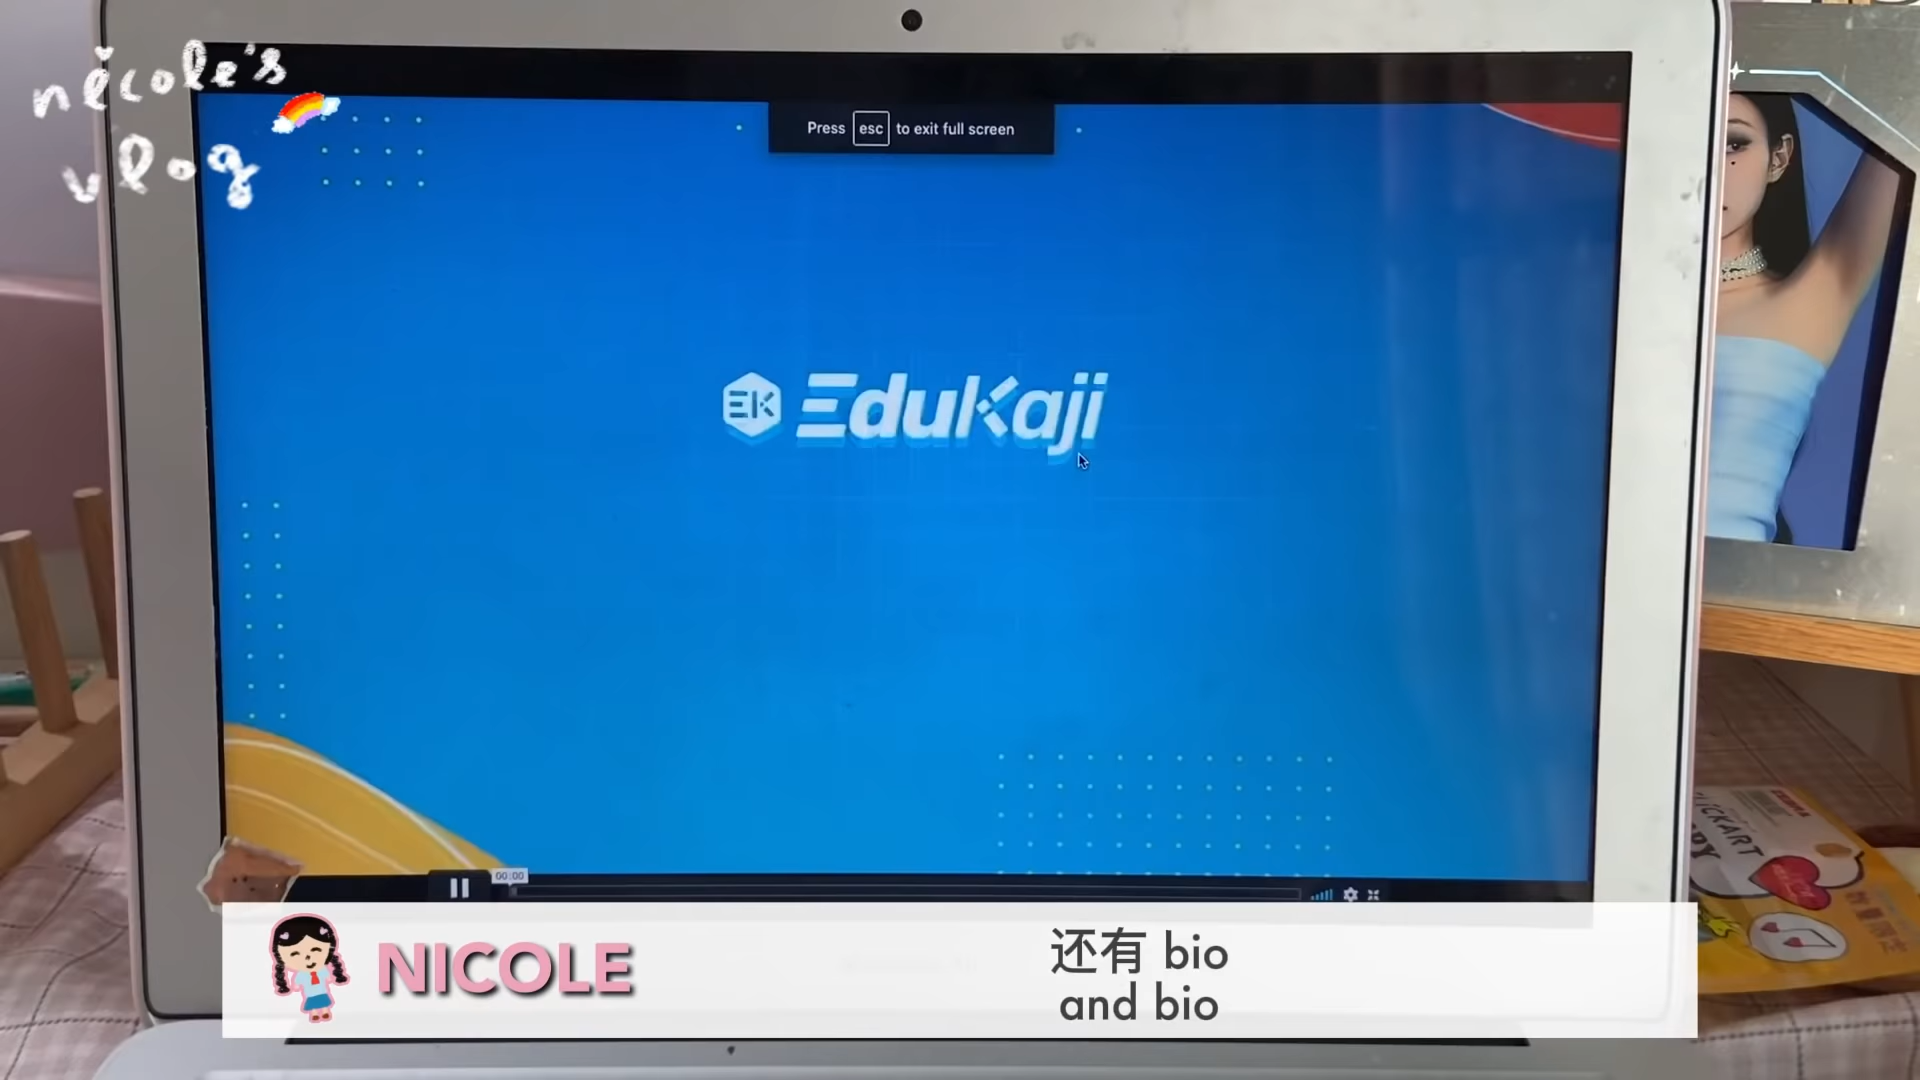 nicole's
vlog
Press esc to exit full screen
EK EduKaji
00:00
NICOLE
还有 bio
and bio